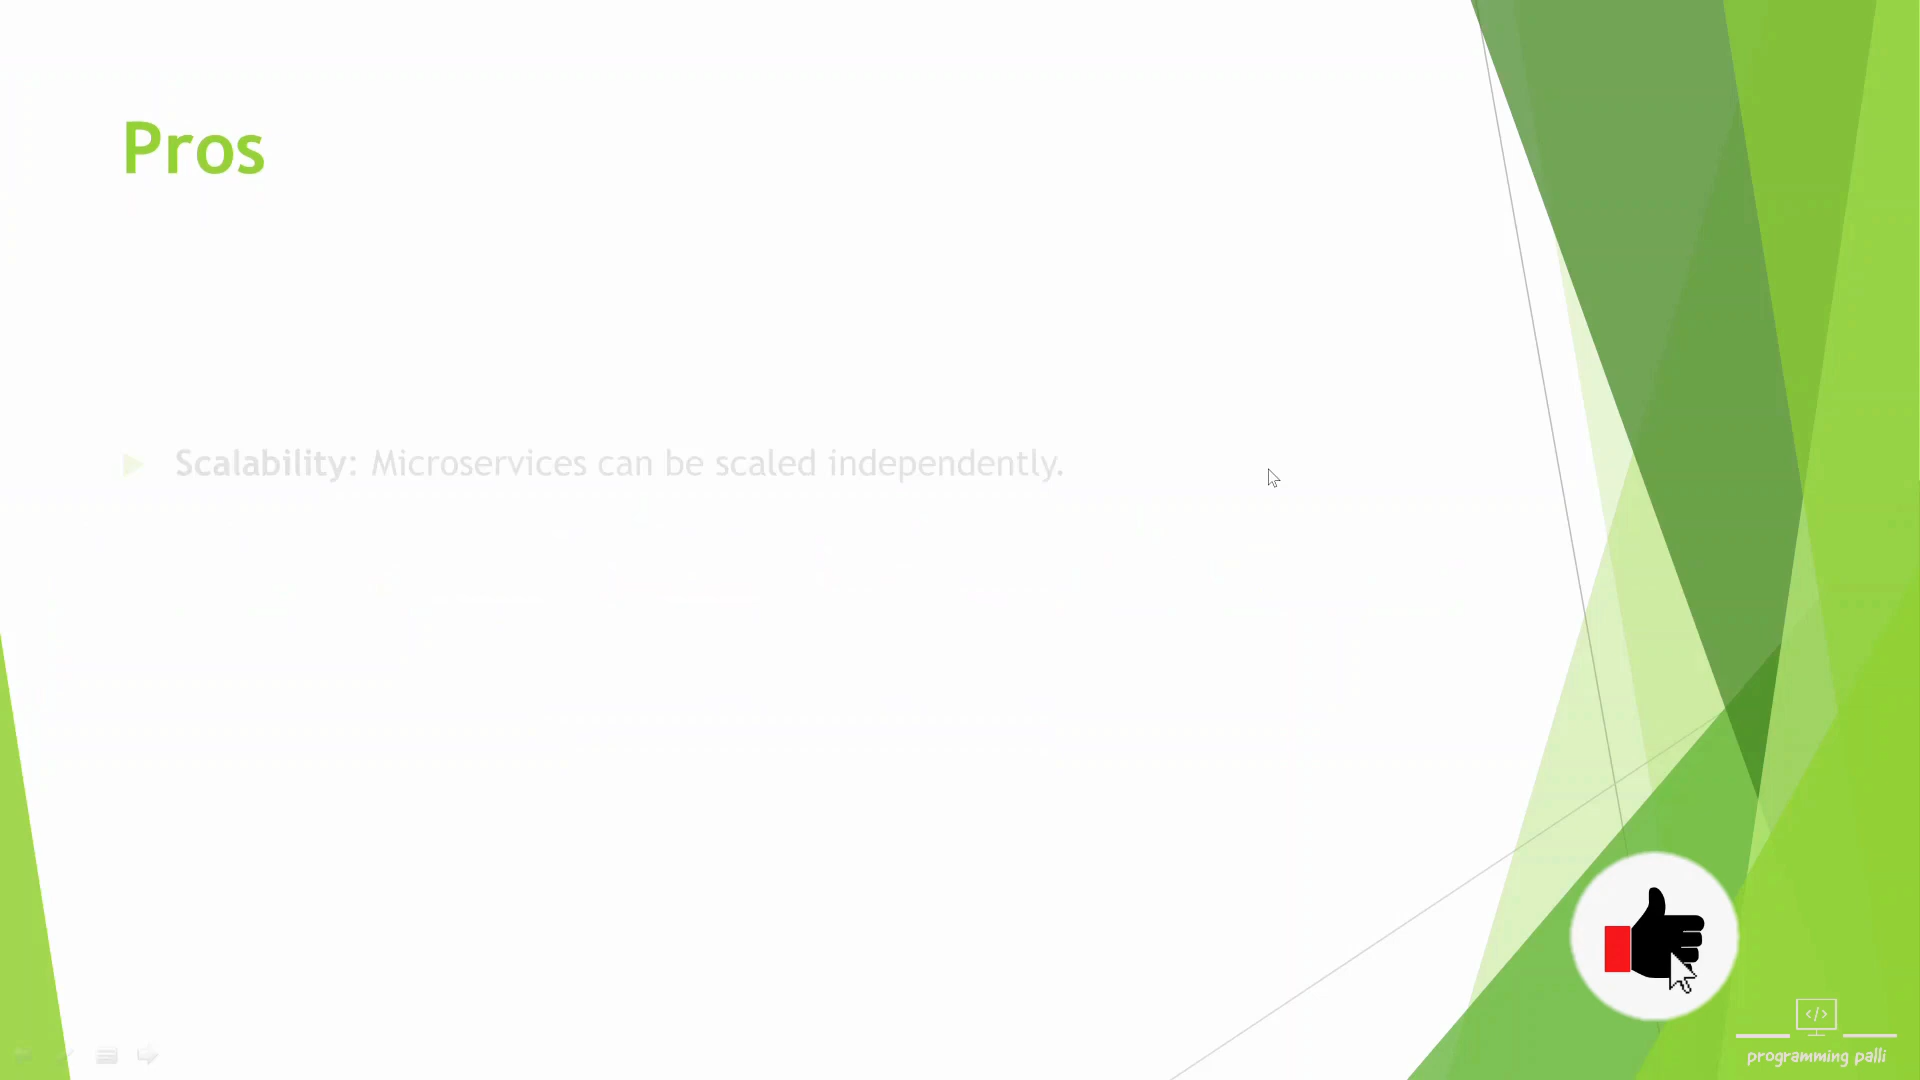 Pros
Scalability: Microservices can be scaled independently.
</>
programming palli